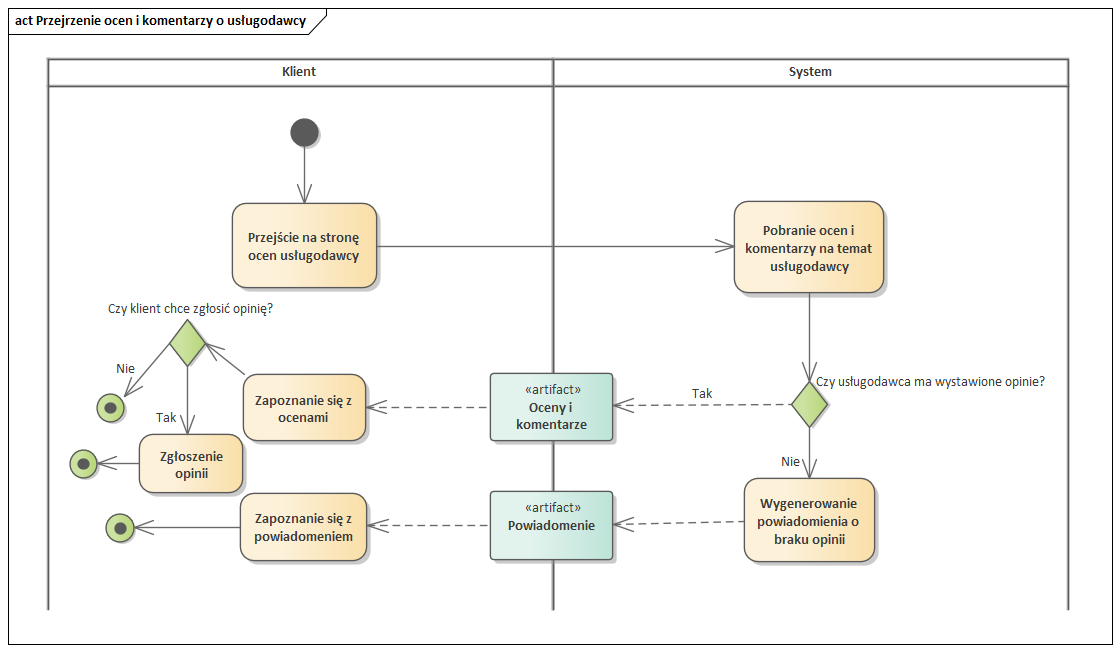 act Przejrzenie ocen i komentarzy o usługodawcy
Klient
System
Przejście na stronę
ocen usługodawcy
Pobranie ocen i
komentarzy na temat
usługodawcy
Czy klient chce zgłosić opinię?
Nie
Tak
Zapoznanie się z
ocenami
«artifact»
Oceny i
komentarze
Tak
Czy usługodawca ma wystawione opinie?
Nie
Zgłoszenie
opinii
Zapoznanie się z
powiadomeniem
«artifact»
Powiadomenie
Wygenerowanie
powiadomienia o
braku opinii